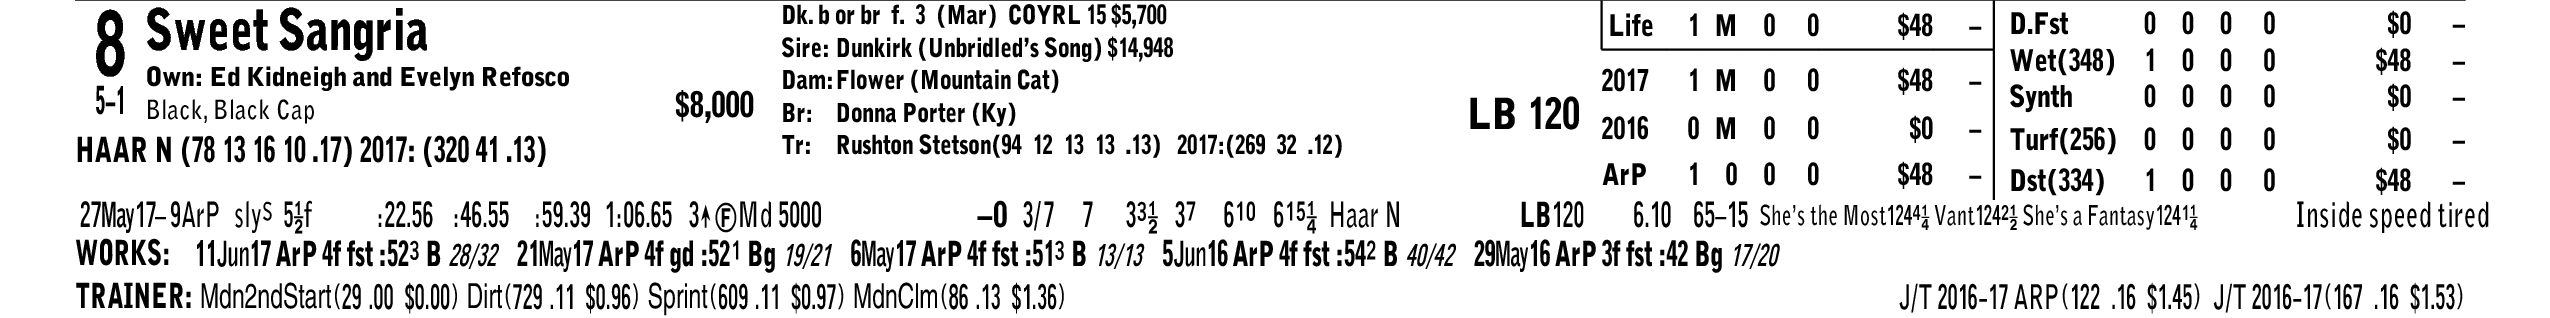 8 Sweet Sangria
Own: Ed Kidneigh and Evelyn Refosco
5–1 Black, Black Cap $8,000
HAAR N (78 13 16 10 .17) 2017: (320 41 .13)
Dk. b or br f. 3 (Mar) COYRL 15 $5,700
Sire: Dunkirk (Unbridled's Song) $14,948
Dam: Flower (Mountain Cat)
Br: Donna Porter (Ky)
Tr: Rushton Stetson(94 12 13 13 .13) 2017:(269 32 .12)
LB 120
Life 1 M 0 0 $48 –
2017 1 M 0 0 $48 –
2016 0 M 0 0 $0 –
ArP 1 0 0 0 $48 –
D.Fst 0 0 0 0 $0 –
Wet(348) 1 0 0 0 $48 –
Synth 0 0 0 0 $0 –
Turf(256) 0 0 0 0 $0 –
Dst(334) 1 0 0 0 $48 –
27May17–9ArP slyS 5½f :22.56 :46.55 :59.39 1:06.65 3↑ⒻMd 5000 –0 3/7 7 33½ 37 610 615¼ Haar N LB120 6.10 65–15 She's the Most1244¼ Vant1242½ She's a Fantasy1241¼ Inside speed tired
WORKS: 11Jun17 ArP 4f fst :523 B 28/32 21May17 ArP 4f gd :521 Bg 19/21 6May17 ArP 4f fst :513 B 13/13 5Jun16 ArP 4f fst :542 B 40/42 29May16 ArP 3f fst :42 Bg 17/20
TRAINER: Mdn2ndStart(29 .00 $0.00) Dirt(729 .11 $0.96) Sprint(609 .11 $0.97) MdnClm(86 .13 $1.36) J/T 2016-17 ARP(122 .16 $1.45) J/T 2016-17(167 .16 $1.53)